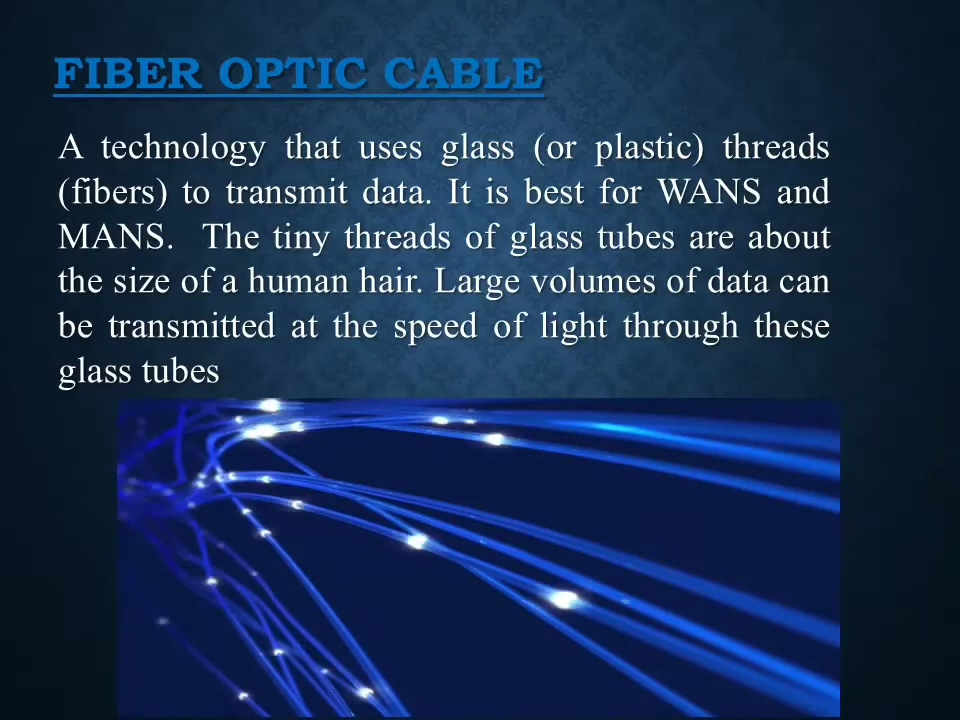 FIBER OPTIC CABLE
A technology that uses glass (or plastic) threads
(fibers) to transmit data. It is best for WANS and
MANS.  The tiny threads of glass tubes are about
the size of a human hair. Large volumes of data can
be transmitted at the speed of light through these
glass tubes